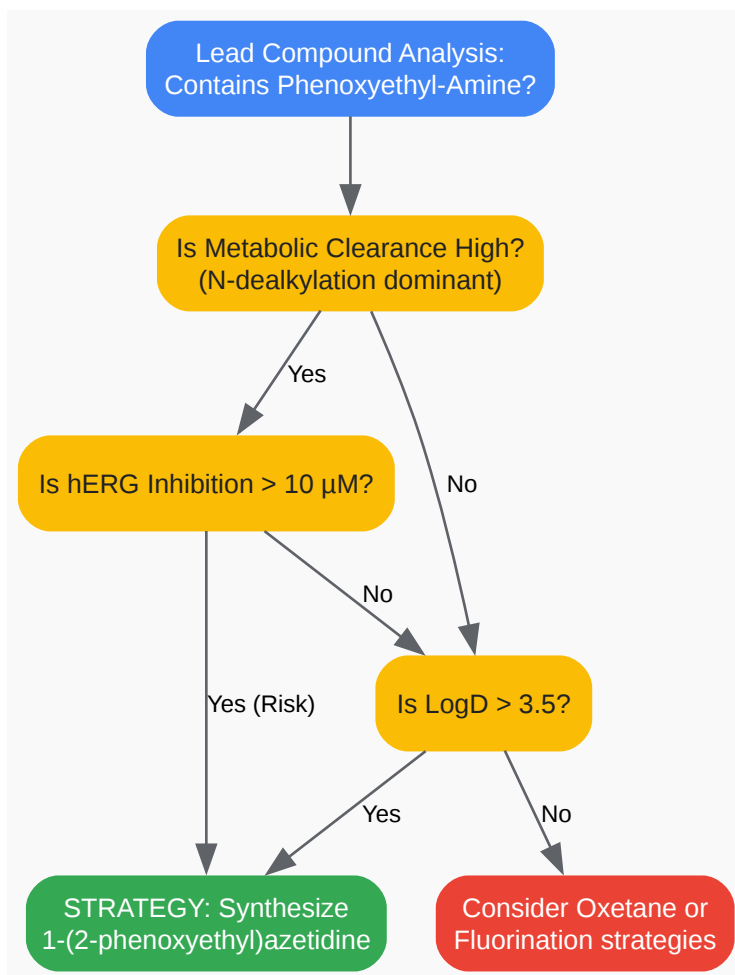 Lead Compound Analysis:
Contains Phenoxyethyl-Amine?
Is Metabolic Clearance High?
(N-dealkylation dominant)
Yes
Is hERG Inhibition > 10 µM?
No
No
Yes (Risk)
Is LogD > 3.5?
Yes
No
STRATEGY: Synthesize
1-(2-phenoxyethyl)azetidine
Consider Oxetane or
Fluorination strategies